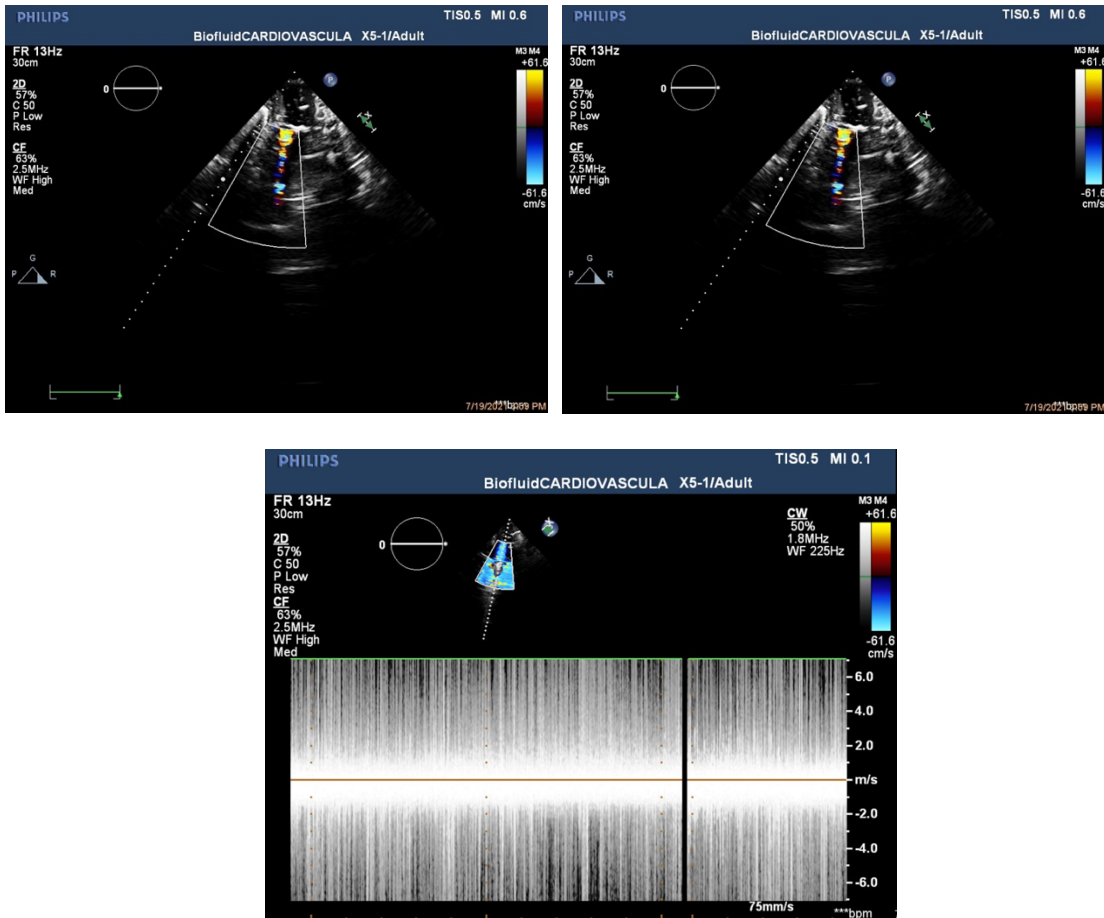 PHILIPS
TIS0.5 MI 0.6
BiofluidCARDIOVASCULA X5-1/Adult
FR 13Hz
30cm
M3 M4
+61.6
2D
57%
C 50
P Low
Res
0
P
X
CF
63%
2.5MHz
WF High
Med
-61.6
cm/s
G
P R
***bpm
PHILIPS
TIS0.5 MI 0.6
BiofluidCARDIOVASCULA X5-1/Adult
FR 13Hz
30cm
M3 M4
+61.6
2D
57%
C 50
P Low
Res
0
P
X
CF
63%
2.5MHz
WF High
Med
-61.6
cm/s
G
P R
***bpm
PHILIPS
TIS0.5 MI 0.1
BiofluidCARDIOVASCULA X5-1/Adult
FR 13Hz
30cm
M3 M4
+61.6
CW
50%
1.8MHz
WF 225Hz
2D
57%
C 50
P Low
Res
0
CF
63%
2.5MHz
WF High
Med
-61.6
cm/s
6.0
4.0
2.0
m/s
-2.0
-4.0
-6.0
75mm/s
***bpm